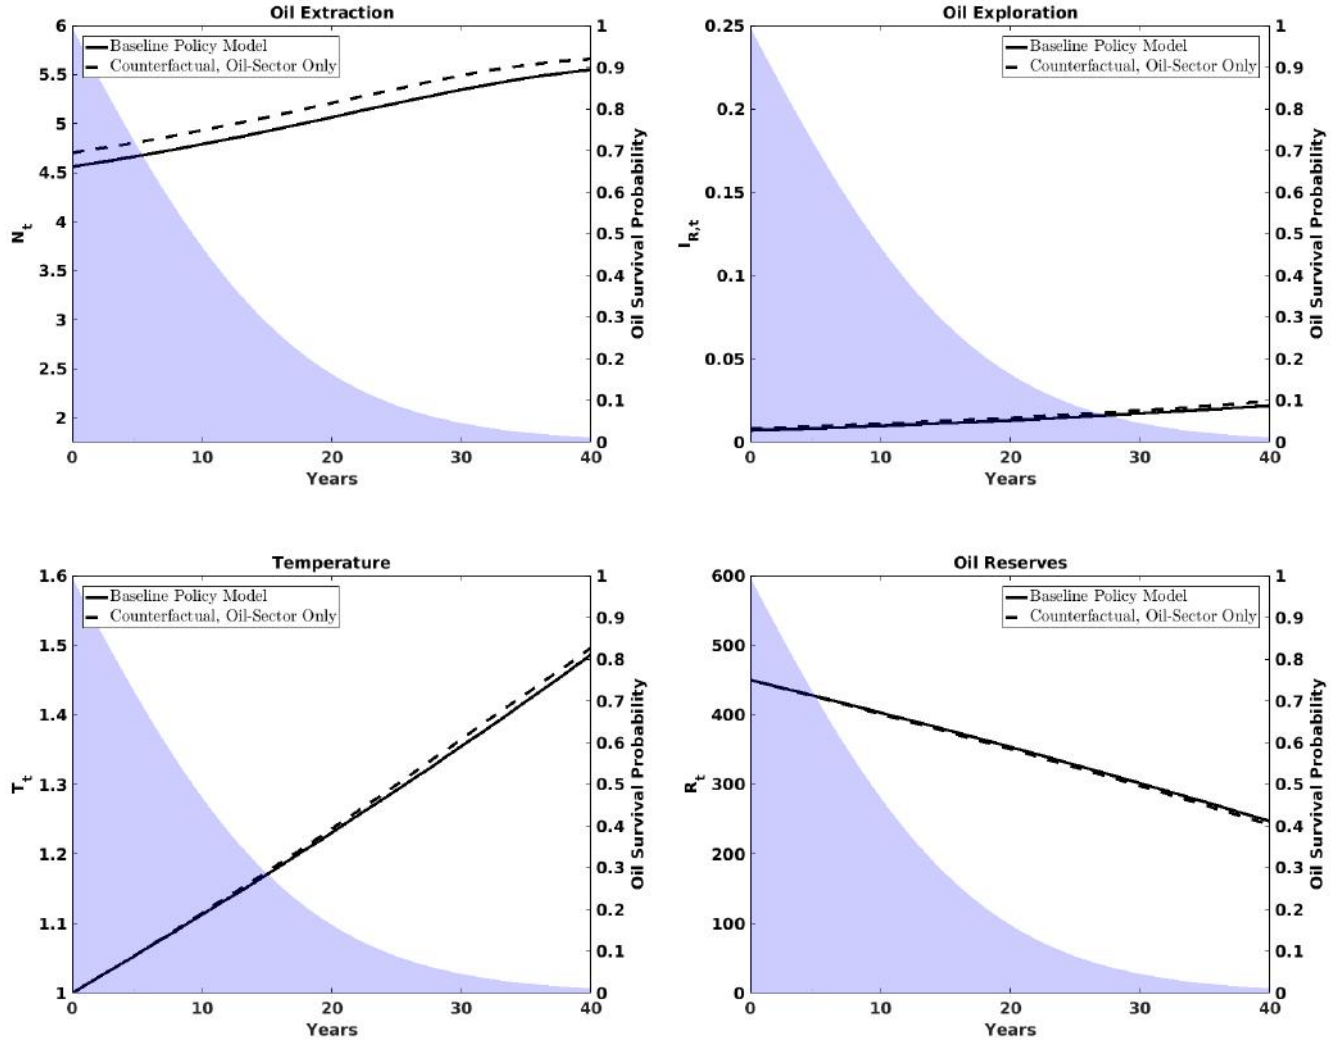 Oil Extraction
Baseline Policy Model
Counterfactual, Oil-Sector Only
6
5.5
5
4.5
4
3.5
3
2.5
2
N_t
1
0.9
0.8
0.7
0.6
0.5
0.4
0.3
0.2
0.1
0
Oil Survival Probability
0 10 20 30 40
Years
Oil Exploration
Baseline Policy Model
Counterfactual, Oil-Sector Only
0.25
0.2
0.15
0.1
0.05
0
I_{R,t}
1
0.9
0.8
0.7
0.6
0.5
0.4
0.3
0.2
0.1
0
Oil Survival Probability
0 10 20 30 40
Years
Temperature
Baseline Policy Model
Counterfactual, Oil-Sector Only
1.6
1.5
1.4
1.3
1.2
1.1
1
T_t
1
0.9
0.8
0.7
0.6
0.5
0.4
0.3
0.2
0.1
0
Oil Survival Probability
0 10 20 30 40
Years
Oil Reserves
Baseline Policy Model
Counterfactual, Oil-Sector Only
600
500
400
300
200
100
0
R_t
1
0.9
0.8
0.7
0.6
0.5
0.4
0.3
0.2
0.1
0
Oil Survival Probability
0 10 20 30 40
Years